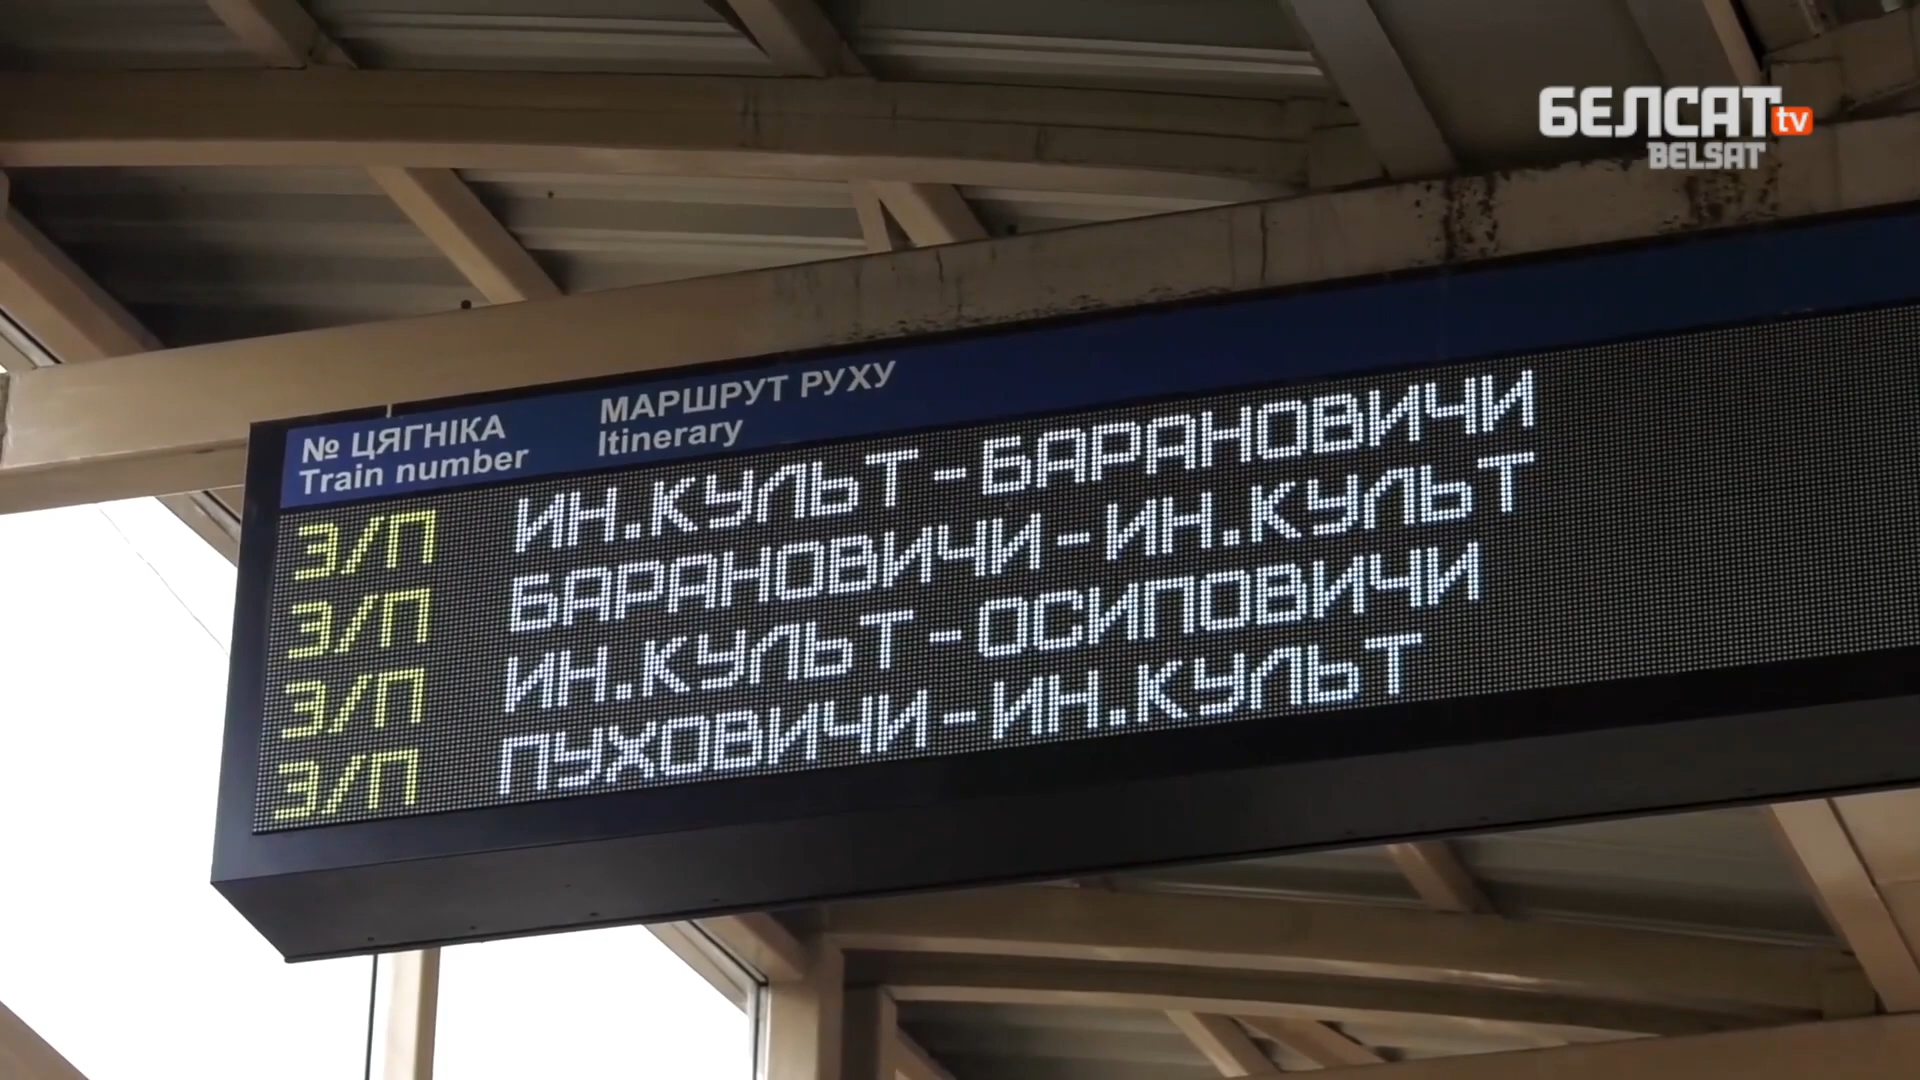 БЕЛСАТ tv
BELSAT
№ ЦЯГНІКА МАРШРУТ РУХУ
Train number Itinerary
Э/П ИН.КУЛЬТ-БАРАНОВИЧИ
Э/П БАРАНОВИЧИ-ИН.КУЛЬТ
Э/П ИН.КУЛЬТ-ОСИПОВИЧИ
Э/П ПУХОВИЧИ-ИН.КУЛЬТ